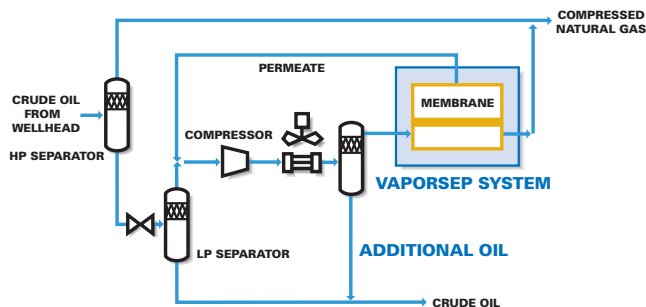 COMPRESSED
NATURAL GAS
PERMEATE
MEMBRANE
CRUDE OIL
FROM
WELLHEAD
COMPRESSOR
HP SEPARATOR
VAPORSEP SYSTEM
LP SEPARATOR
ADDITIONAL OIL
CRUDE OIL